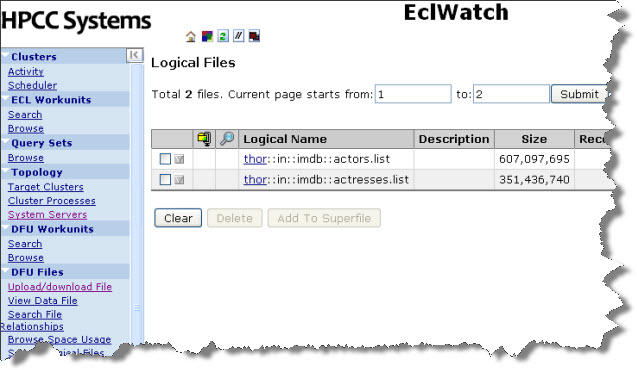 HPCC Systems
EclWatch
Clusters
Activity
Scheduler
ECL Workunits
Search
Browse
Query Sets
Browse
Topology
Target Clusters
Cluster Processes
System Servers
DFU Workunits
Search
Browse
DFU Files
Upload/download File
View Data File
Search File
Relationships
Browse Space Usage
Logical Files
Total 2 files. Current page starts from: 1 to: 2 Submit
Logical Name Description Size Reco
thor::in::imdb::actors.list 607,097,695
thor::in::imdb::actresses.list 351,436,740
Clear Delete Add To Superfile